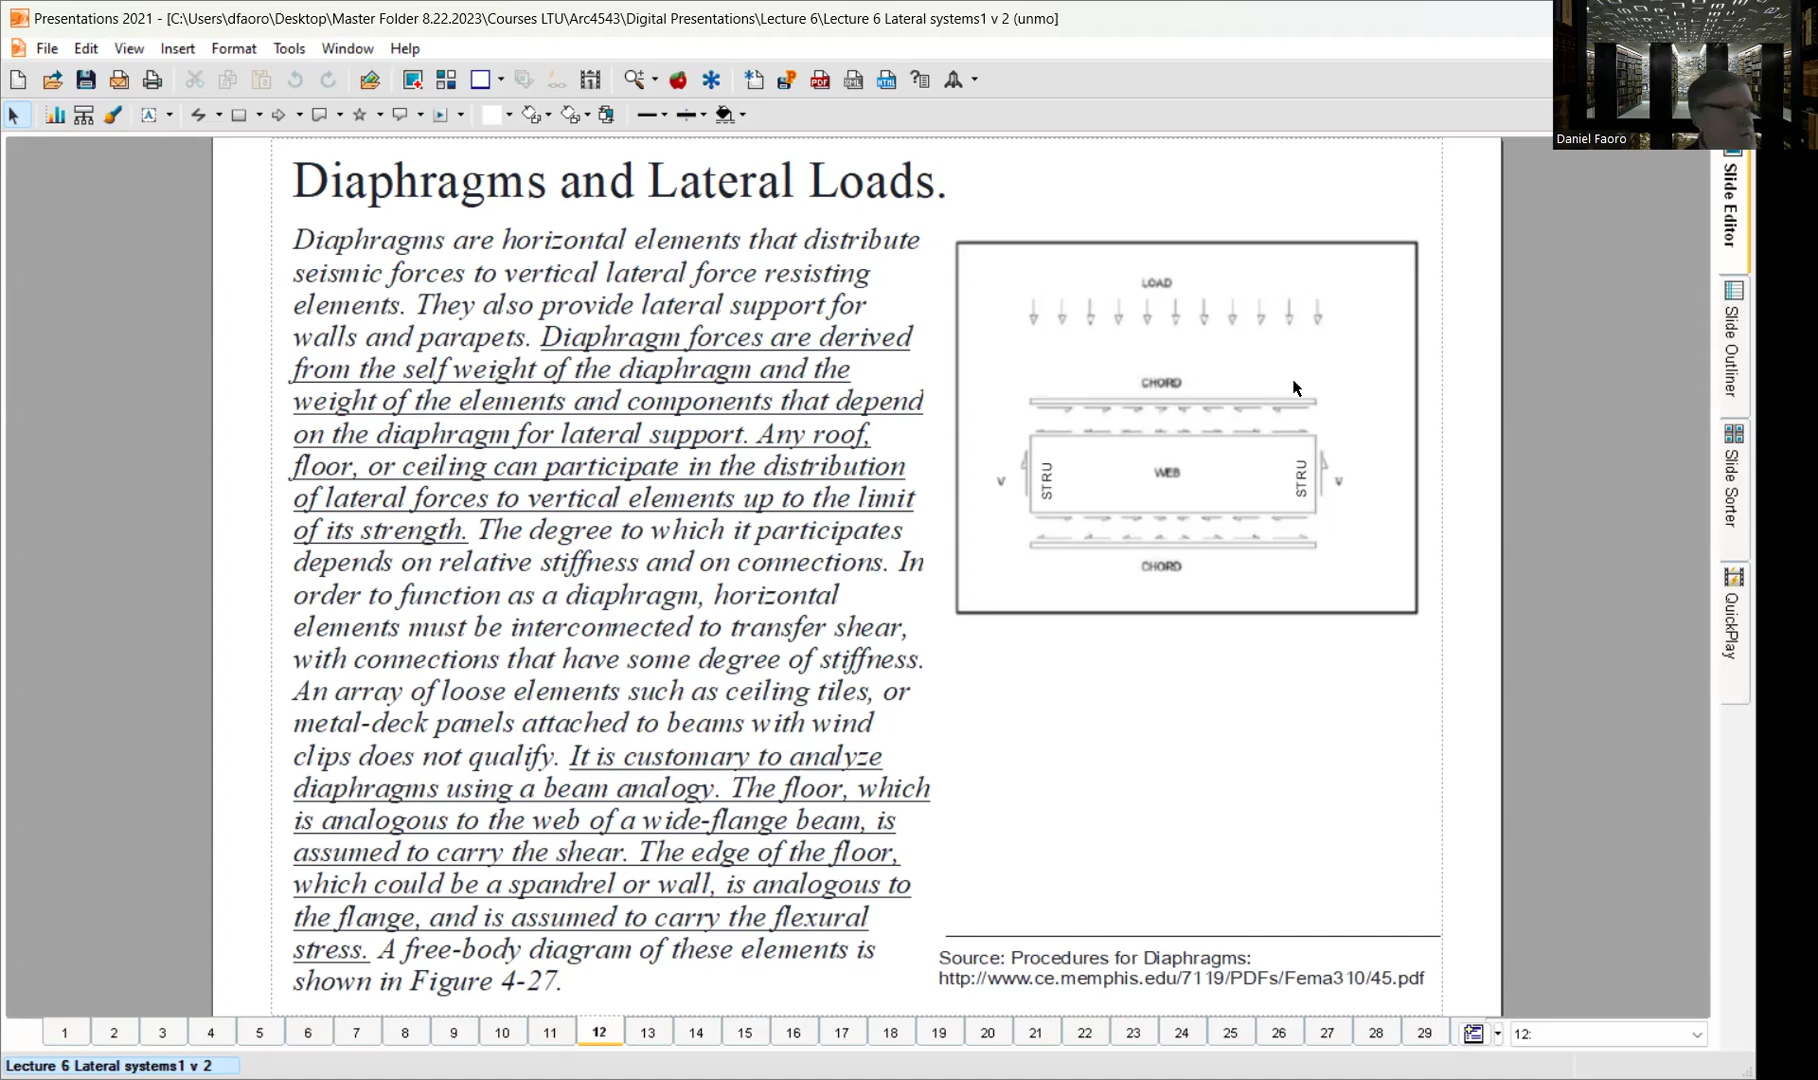 Presentations 2021 - [C:\Users\dfaoro\Desktop\Master Folder 8.22.2023\Courses LTU\Arc4543\Digital Presentations\Lecture 6\Lecture 6 Lateral systems1 v 2 (unmo)
File Edit View Insert Format Tools Window Help
Daniel Faoro
Diaphragms and Lateral Loads.
Diaphragms are horizontal elements that distribute
seismic forces to vertical lateral force resisting
elements. They also provide lateral support for
walls and parapets. Diaphragm forces are derived
from the self weight of the diaphragm and the
weight of the elements and components that depend
on the diaphragm for lateral support. Any roof,
floor, or ceiling can participate in the distribution
of lateral forces to vertical elements up to the limit
of its strength. The degree to which it participates
depends on relative stiffness and on connections. In
order to function as a diaphragm, horizontal
elements must be interconnected to transfer shear,
with connections that have some degree of stiffness.
An array of loose elements such as ceiling tiles, or
metal-deck panels attached to beams with wind
clips does not qualify. It is customary to analyze
diaphragms using a beam analogy. The floor, which
is analogous to the web of a wide-flange beam, is
assumed to carry the shear. The edge of the floor,
which could be a spandrel or wall, is analogous to
the flange, and is assumed to carry the flexural
stress. A free-body diagram of these elements is
shown in Figure 4-27.
LOAD
CHORD
V STRU WEB STRU V
CHORD
Source: Procedures for Diaphragms:
http://www.ce.memphis.edu/7119/PDFs/Fema310/45.pdf
Slide Editor
Slide Outliner
Slide Sorter
QuickPlay
1 2 3 4 5 6 7 8 9 10 11 12 13 14 15 16 17 18 19 20 21 22 23 24 25 26 27 28 29 12:
Lecture 6 Lateral systems1 v 2